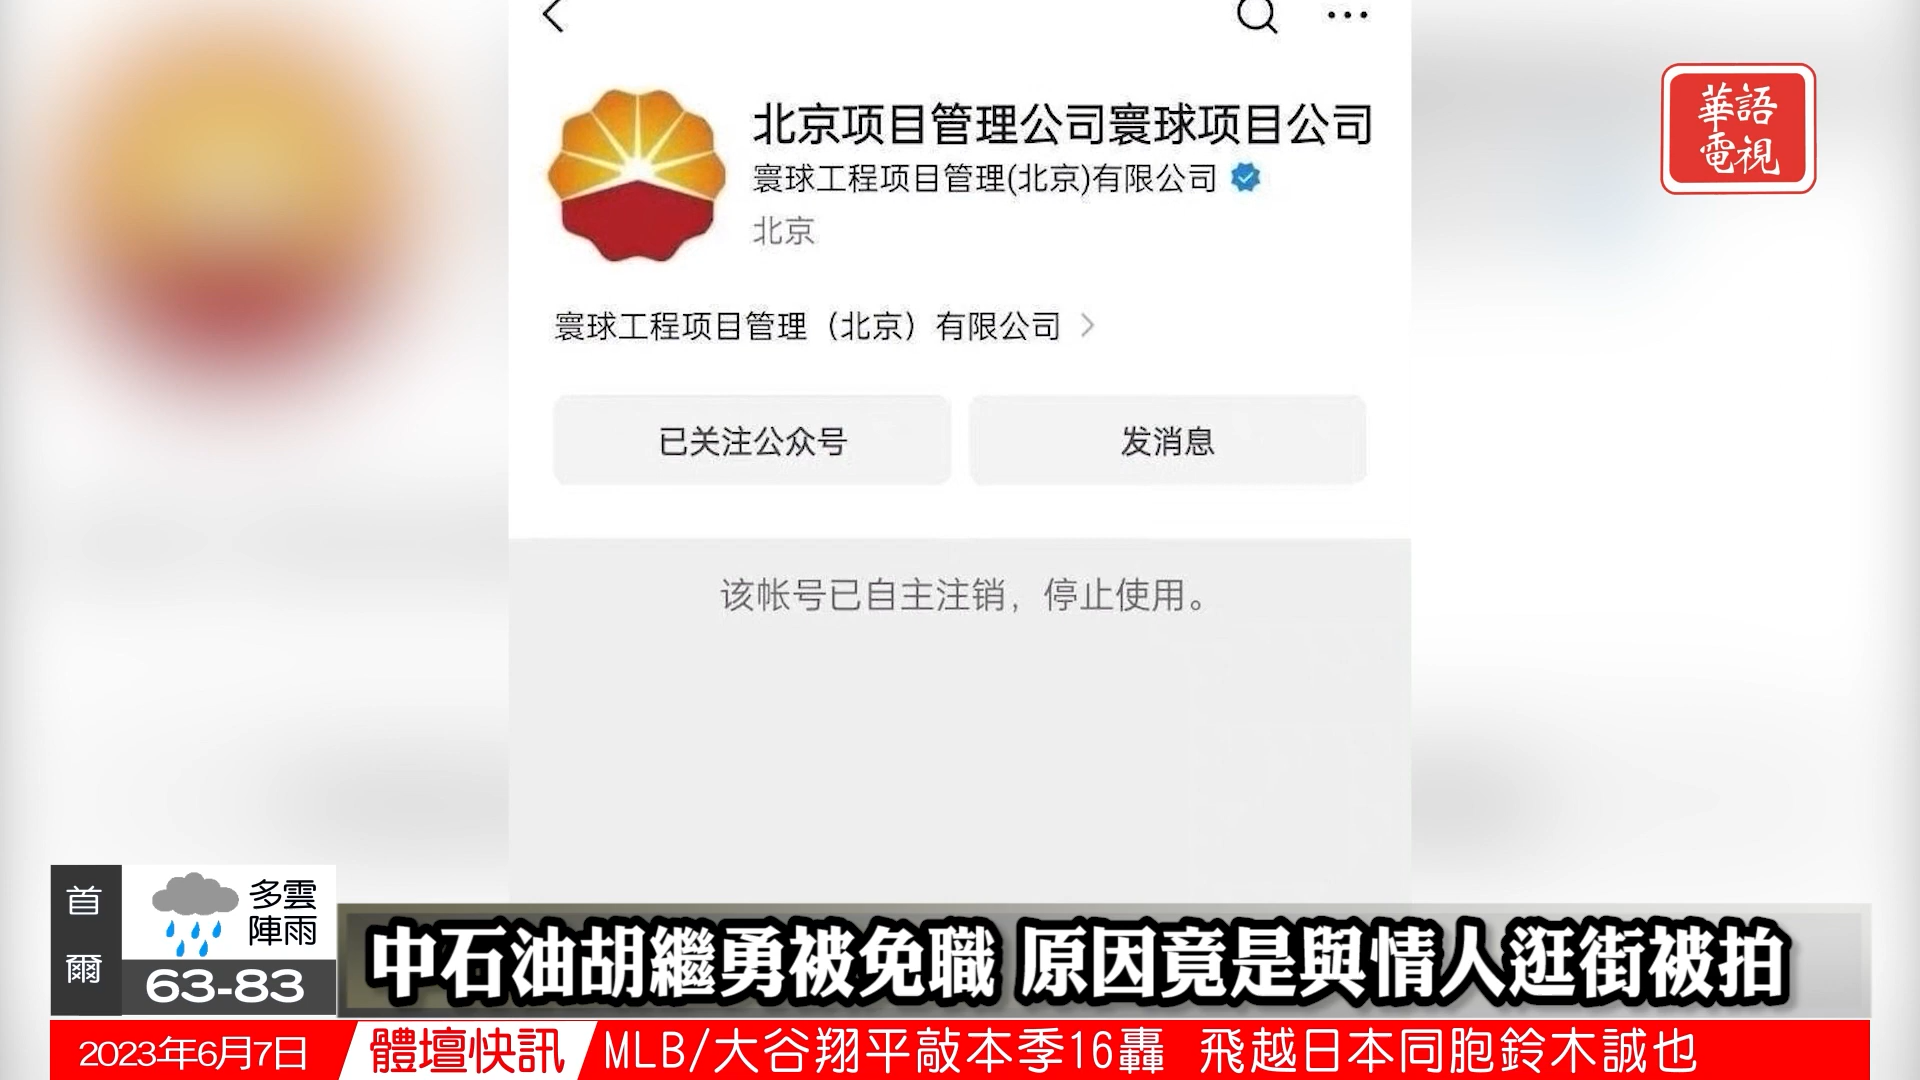 北京项目管理公司寰球项目公司
寰球工程项目管理(北京)有限公司
北京
寰球工程项目管理（北京）有限公司
已关注公众号
发消息
该帐号已自主注销，停止使用。
華語
電視
首爾
多雲
陣雨
63-83
中石油胡繼勇被免職 原因竟是與情人逛街被拍
2023年6月7日
體壇快訊
MLB/大谷翔平敲本季16轟 飛越日本同胞鈴木誠也